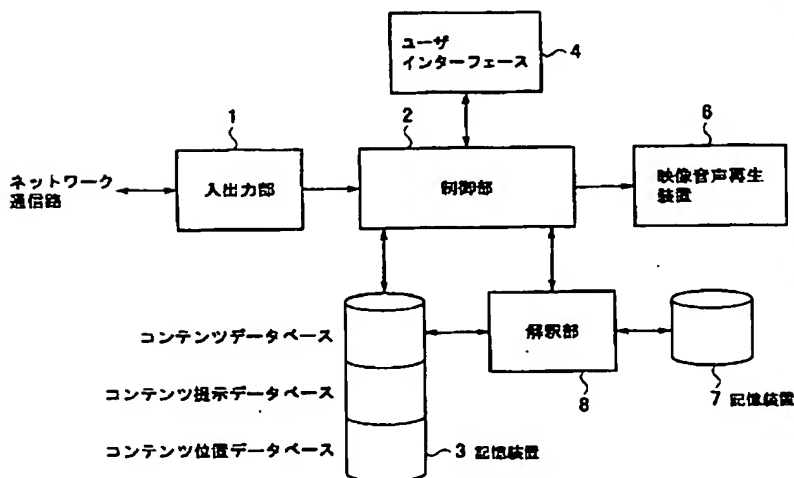 ユーザ
インターフェース
4
1
2
6
ネットワーク
通信路
入出力部
制御部
映像音声再生
装置
コンテンツデータベース
解釈部
コンテンツ提示データベース
8
7 記憶装置
コンテンツ位置データベース
3 記憶装置